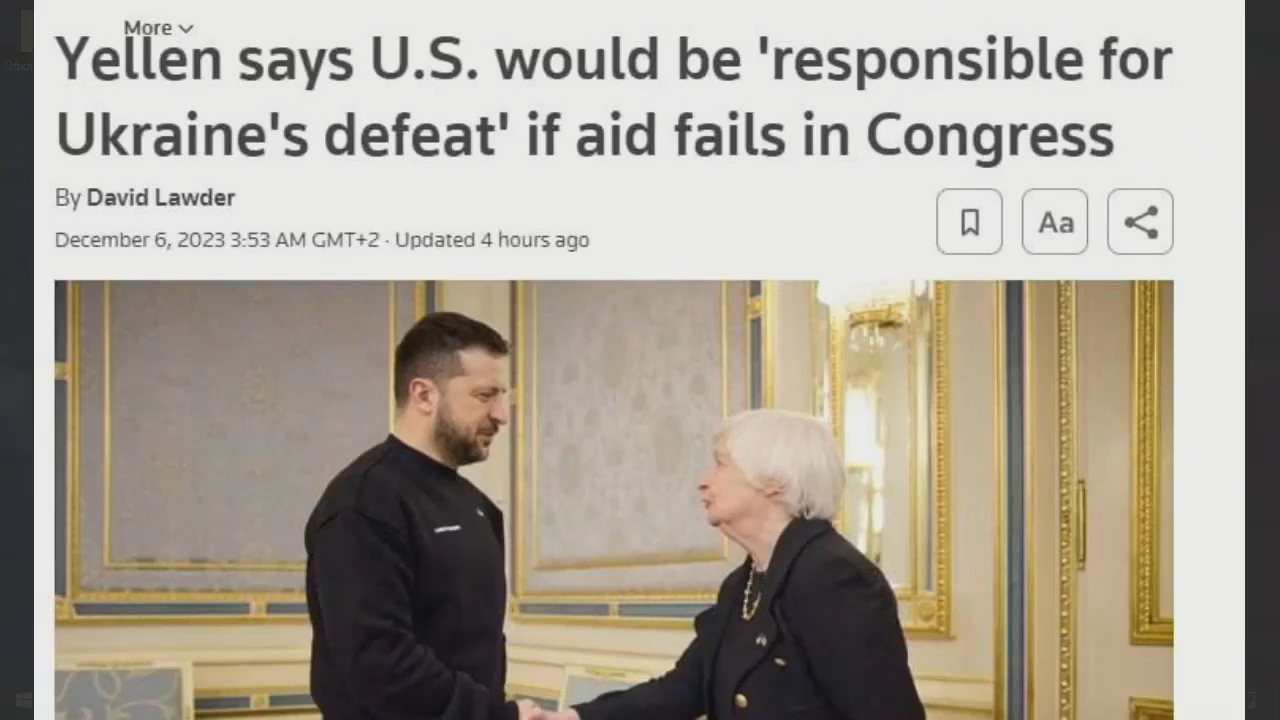 More
Yellen says U.S. would be 'responsible for
Ukraine's defeat' if aid fails in Congress
By David Lawder
December 6, 2023 3:53 AM GMT+2 · Updated 4 hours ago
Aa